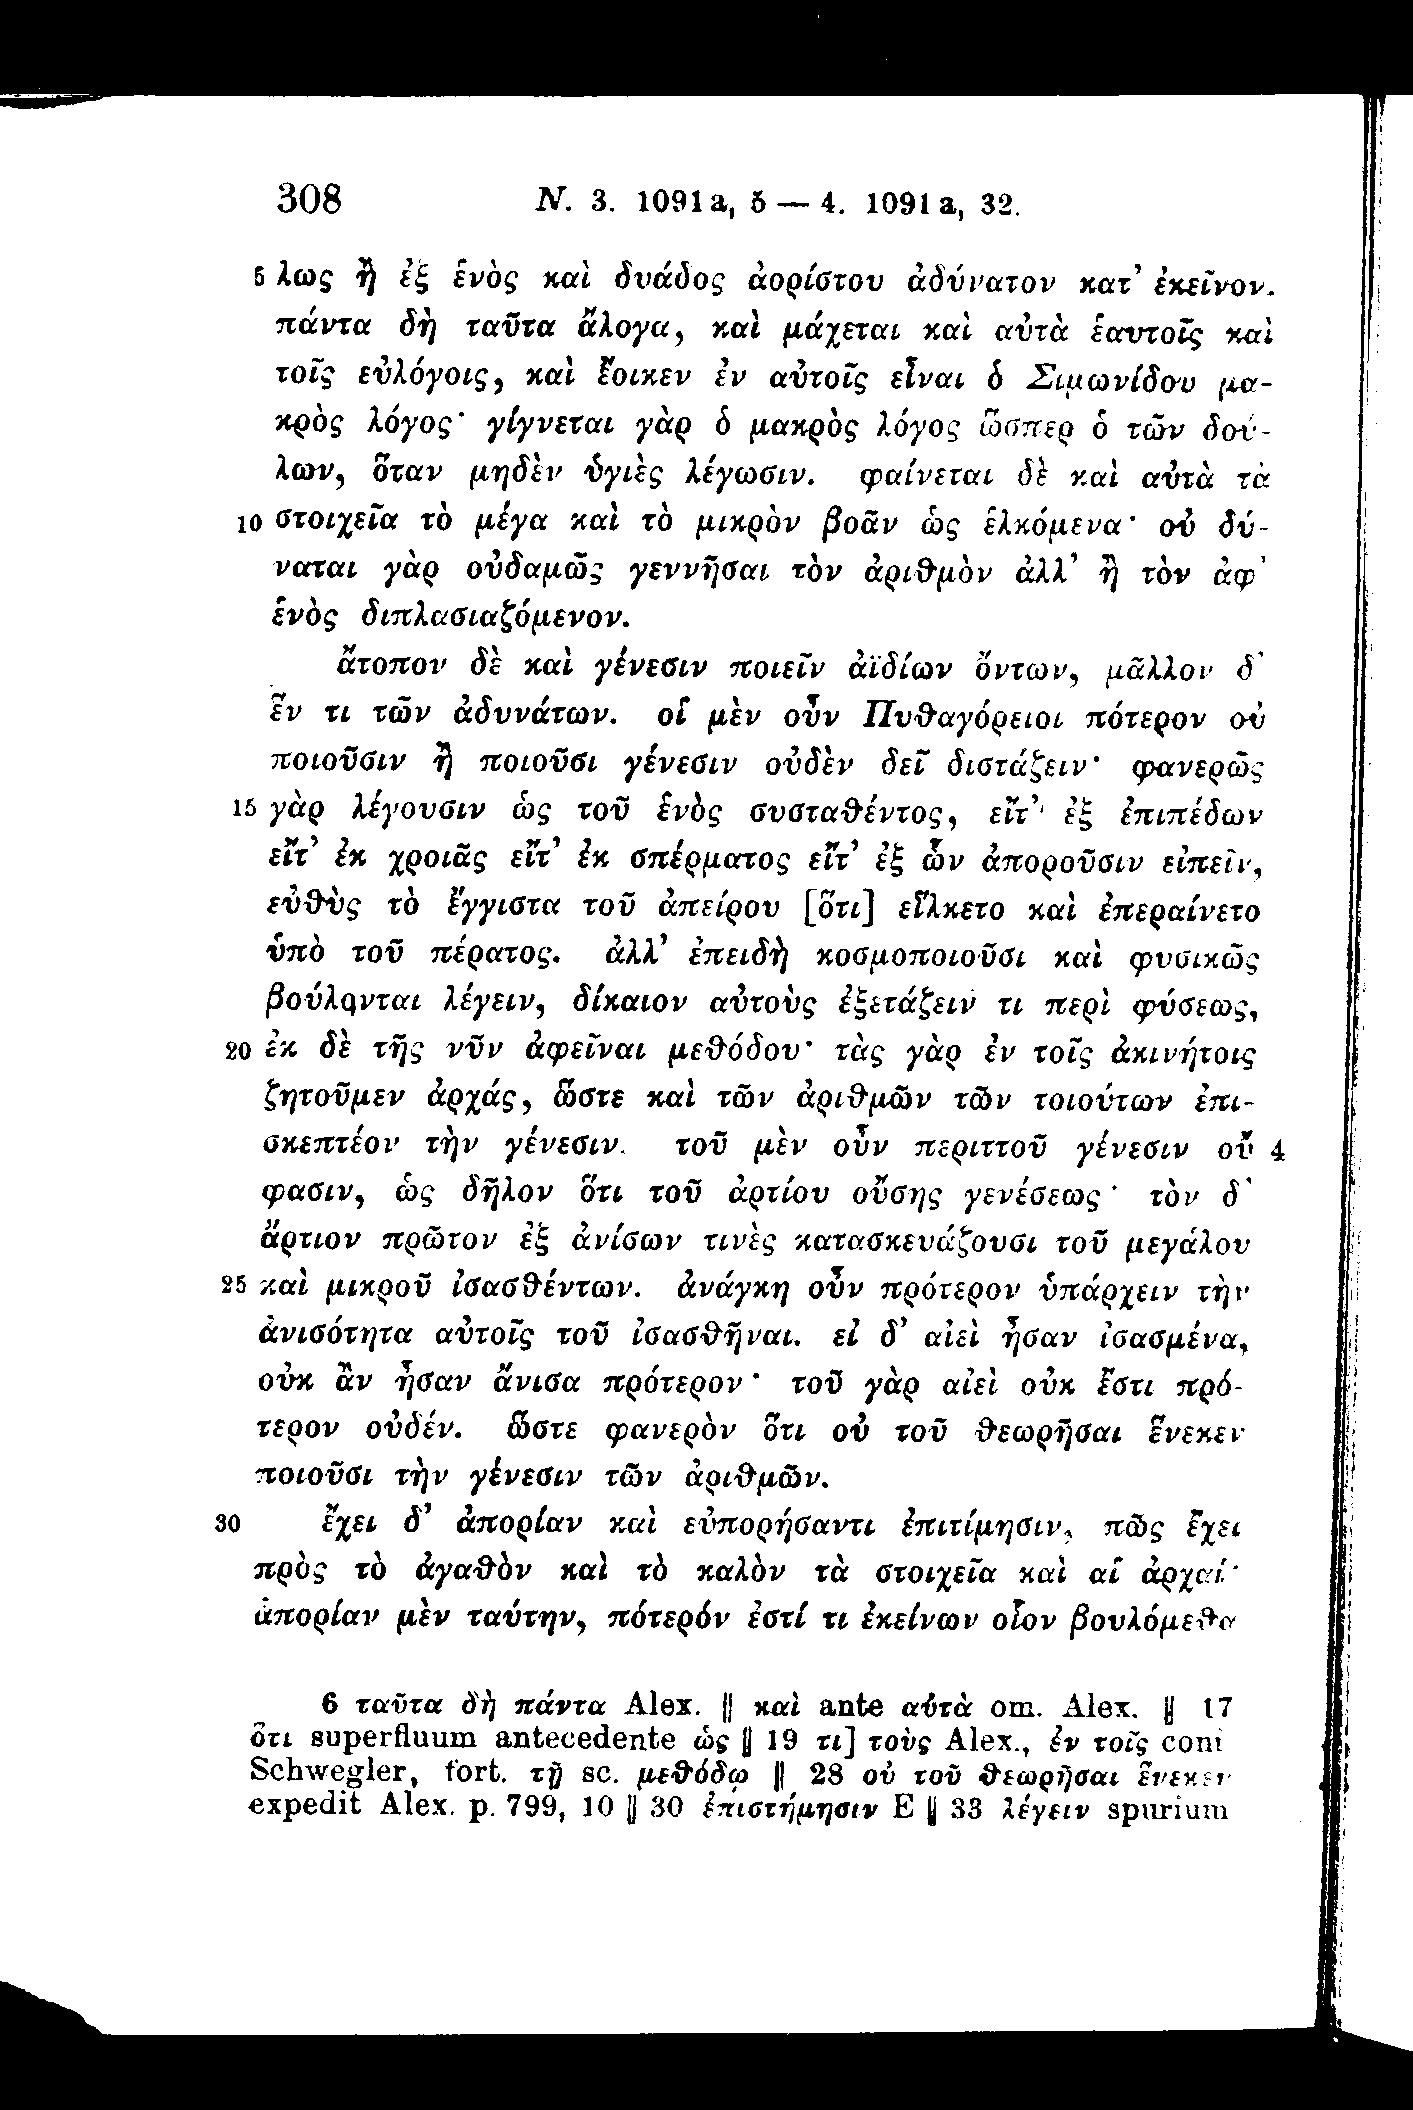 308 N. 3. 1091a, 5 — 4. 1091a, 32.
5 λως ἢ ἐξ ἑνὸς καὶ δυάδος ἀορίστου ἀδύνατον κατ’ ἐκεῖνον.
πάντα δὴ ταῦτα ἄλογα, καὶ μάχεται καὶ αὐτὰ ἑαυτοῖς καὶ
τοῖς εὐλόγοις, καὶ ἔοικεν ἐν αὐτοῖς εἶναι ὁ Σιμωνίδου μα-
κρὸς λόγος· γίγνεται γὰρ ὁ μακρὸς λόγος ὥσπερ ὁ τῶν δού-
λων, ὅταν μηδὲν ὑγιὲς λέγωσιν. φαίνεται δὲ καὶ αὐτὰ τὰ
10 στοιχεῖα τὸ μέγα καὶ τὸ μικρὸν βοᾶν ὡς ἑλκόμενα· οὐ δύ-
ναται γὰρ οὐδαμῶς γεννῆσαι τὸν ἀριθμὸν ἀλλ’ ἢ τὸν ἀφ’
ἑνὸς διπλασιαζόμενον.
ἄτοπον δὲ καὶ γένεσιν ποιεῖν ἀϊδίων ὄντων, μᾶλλον δ’
ἕν τι τῶν ἀδυνάτων. οἱ μὲν οὖν Πυθαγόρειοι πότερον οὐ
ποιοῦσιν ἢ ποιοῦσι γένεσιν οὐδὲν δεῖ διστάζειν· φανερῶς
15 γὰρ λέγουσιν ὡς τοῦ ἑνὸς συσταθέντος, εἴτ’ ἐξ ἐπιπέδων
εἴτ’ ἐκ χροιᾶς εἴτ’ ἐκ σπέρματος εἴτ’ ἐξ ὧν ἀποροῦσιν εἰπεῖν,
εὐθὺς τὸ ἔγγιστα τοῦ ἀπείρου [ὅτι] εἵλκετο καὶ ἐπεραίνετο
ὑπὸ τοῦ πέρατος. ἀλλ’ ἐπειδὴ κοσμοποιοῦσι καὶ φυσικῶς
βούλονται λέγειν, δίκαιον αὐτοὺς ἐξετάζειν τι περὶ φύσεως,
20 ἐκ δὲ τῆς νῦν ἀφεῖναι μεθόδου· τὰς γὰρ ἐν τοῖς ἀκινήτοις
ζητοῦμεν ἀρχάς, ὥστε καὶ τῶν ἀριθμῶν τῶν τοιούτων ἐπι-
σκεπτέον τὴν γένεσιν. τοῦ μὲν οὖν περιττοῦ γένεσιν οὔ 4
φασιν, ὡς δῆλον ὅτι τοῦ ἀρτίου οὔσης γενέσεως· τὸν δ’
ἄρτιον πρῶτον ἐξ ἀνίσων τινὲς κατασκευάζουσι τοῦ μεγάλου
25 καὶ μικροῦ ἰσασθέντων. ἀνάγκη οὖν πρότερον ὑπάρχειν τὴν
ἀνισότητα αὐτοῖς τοῦ ἰσασθῆναι. εἰ δ’ αἰεὶ ἦσαν ἰσασμένα,
οὐκ ἂν ἦσαν ἄνισα πρότερον· τοῦ γὰρ αἰεὶ οὐκ ἔστι πρό-
τερον οὐδέν. ὥστε φανερὸν ὅτι οὐ τοῦ θεωρῆσαι ἕνεκεν
ποιοῦσι τὴν γένεσιν τῶν ἀριθμῶν.
30 ἔχει δ’ ἀπορίαν καὶ εὐπορήσαντι ἐπιτίμησιν, πῶς ἔχει
πρὸς τὸ ἀγαθὸν καὶ τὸ καλὸν τὰ στοιχεῖα καὶ αἱ ἀρχαί·
ἀπορίαν μὲν ταύτην, πότερόν ἐστί τι ἐκείνων οἷον βουλόμεθα
6 ταῦτα δὴ πάντα Alex. || καὶ ante αὐτὰ om. Alex. || 17
ὅτι superfluum antecedente ὡς || 19 τι] τοὺς Alex., ἐν τοῖς coni
Schwegler, fort. τῇ sc. μεθόδῳ || 28 οὐ τοῦ θεωρῆσαι ἕνεκεν
expedit Alex. p. 799, 10 || 30 ἐπιστήμησιν E || 33 λέγειν spurium